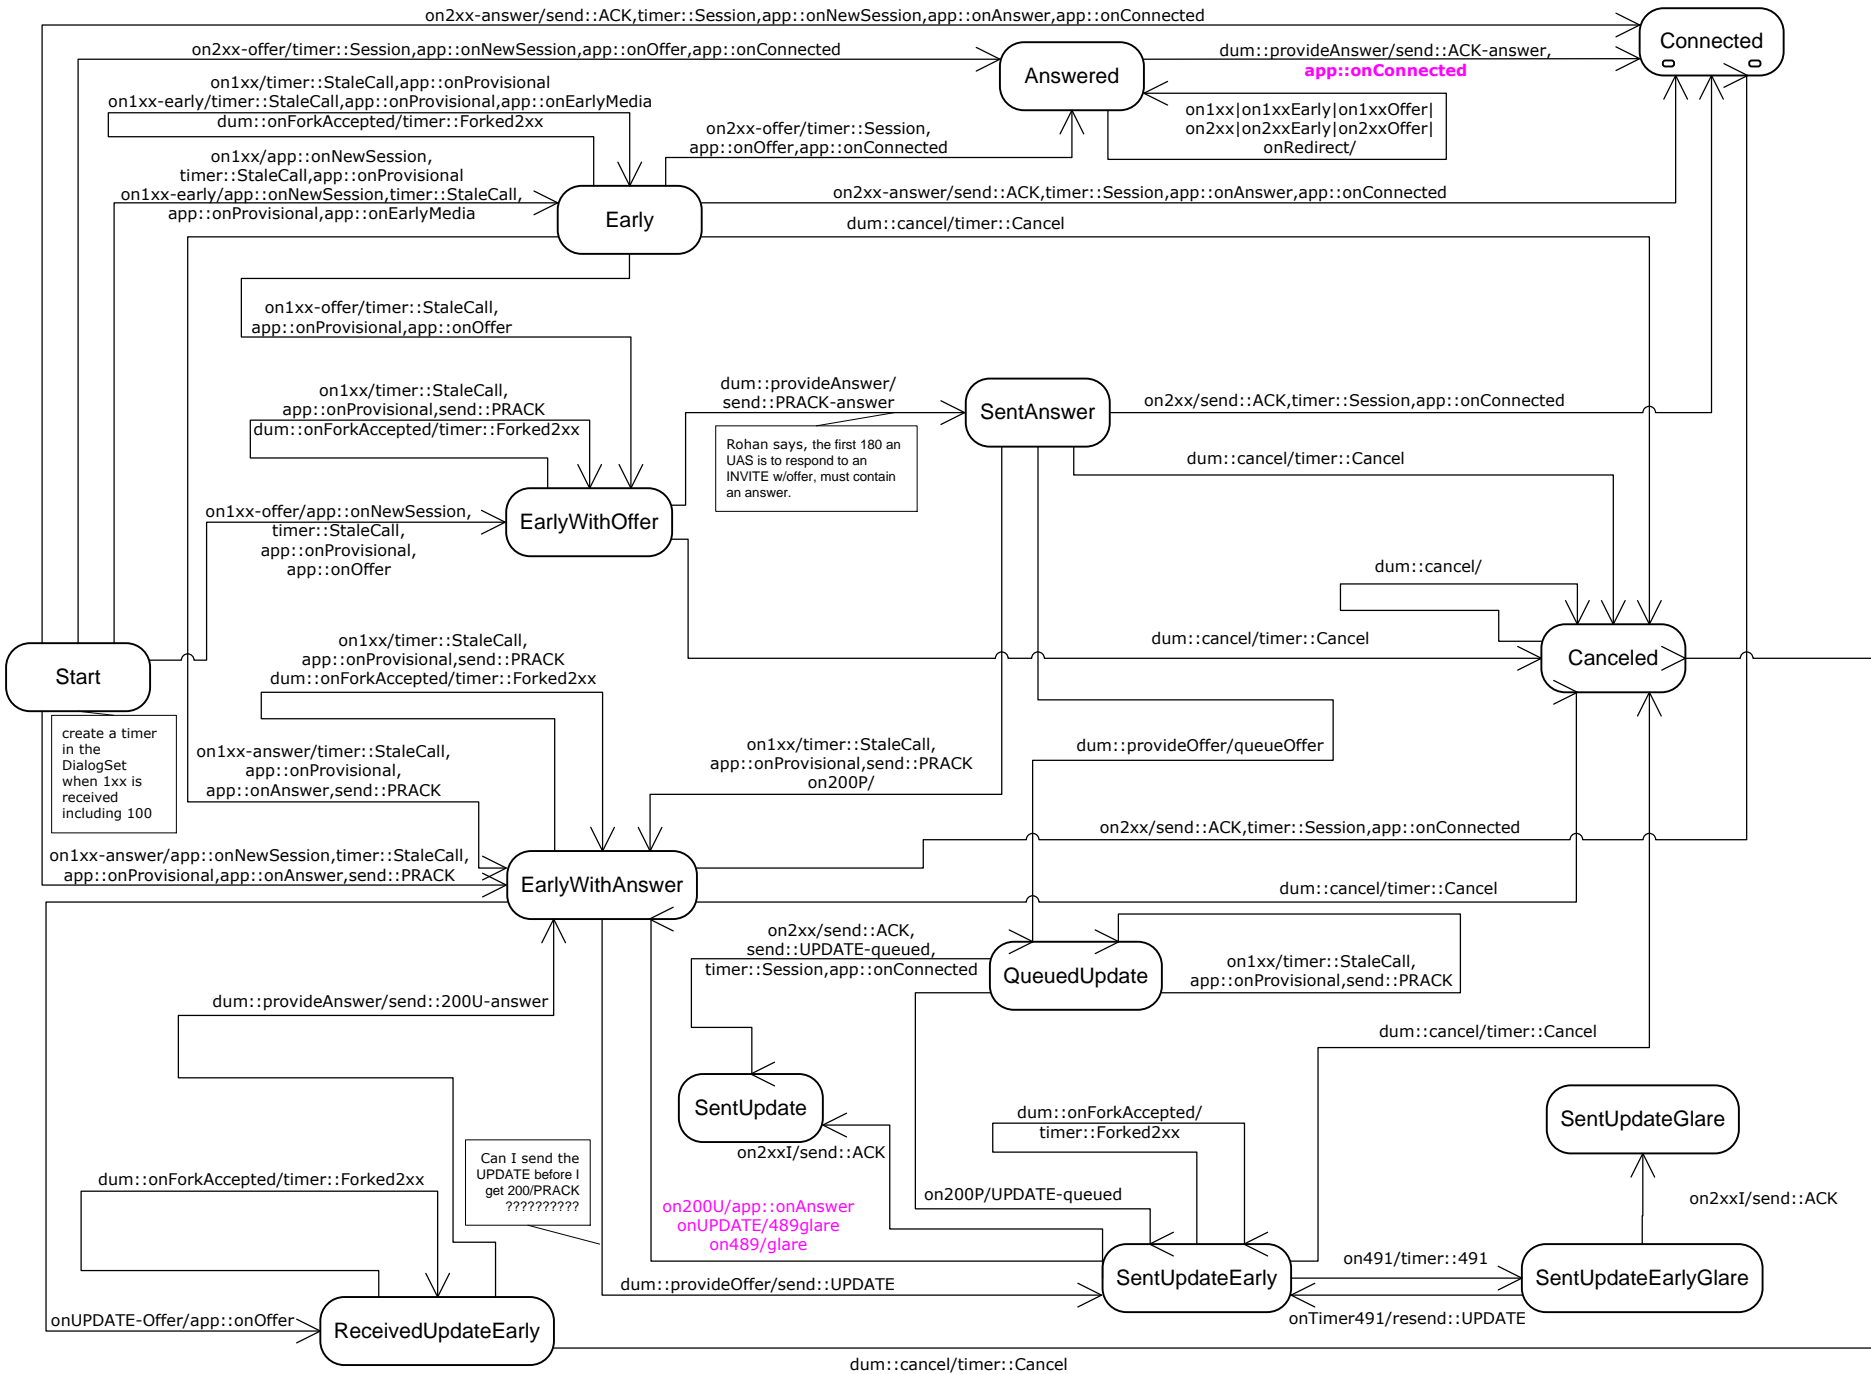 on2xx-answer/send::ACK,timer::Session,app::onNewSession,app::onAnswer,app::onConnected
Connected
on2xx-offer/timer::Session,app::onNewSession,app::onOffer,app::onConnected
Answered
dum::provideAnswer/send::ACK-answer,
app::onConnected
on1xx/timer::StaleCall,app::onProvisional
on1xx-early/timer::StaleCall,app::onProvisional,app::onEarlyMedia
dum::onForkAccepted/timer::Forked2xx
on1xx|on1xxEarly|on1xxOffer|
on2xx|on2xxEarly|on2xxOffer|
onRedirect/
on2xx-offer/timer::Session,
app::onOffer,app::onConnected
on1xx/app::onNewSession,
timer::StaleCall,app::onProvisional
on1xx-early/app::onNewSession,timer::StaleCall,
app::onProvisional,app::onEarlyMedia
Early
on2xx-answer/send::ACK,timer::Session,app::onAnswer,app::onConnected
dum::cancel/timer::Cancel
on1xx-offer/timer::StaleCall,
app::onProvisional,app::onOffer
on1xx/timer::StaleCall,
app::onProvisional,send::PRACK
dum::onForkAccepted/timer::Forked2xx
dum::provideAnswer/
send::PRACK-answer
SentAnswer
on2xx/send::ACK,timer::Session,app::onConnected
Rohan says, the first 180 an
UAS is to respond to an
INVITE w/offer, must contain
an answer.
dum::cancel/timer::Cancel
on1xx-offer/app::onNewSession,
timer::StaleCall,
app::onProvisional,
app::onOffer
EarlyWithOffer
dum::cancel/
on1xx/timer::StaleCall,
app::onProvisional,send::PRACK
dum::onForkAccepted/timer::Forked2xx
dum::cancel/timer::Cancel
Canceled
Start
create a timer
in the
DialogSet
when 1xx is
received
including 100
on1xx-answer/timer::StaleCall,
app::onProvisional,
app::onAnswer,send::PRACK
on1xx/timer::StaleCall,
app::onProvisional,send::PRACK
on200P/
dum::provideOffer/queueOffer
on2xx/send::ACK,timer::Session,app::onConnected
on1xx-answer/app::onNewSession,timer::StaleCall,
app::onProvisional,app::onAnswer,send::PRACK
EarlyWithAnswer
dum::cancel/timer::Cancel
on2xx/send::ACK,
send::UPDATE-queued,
timer::Session,app::onConnected
QueuedUpdate
on1xx/timer::StaleCall,
app::onProvisional,send::PRACK
dum::provideAnswer/send::200U-answer
dum::cancel/timer::Cancel
SentUpdate
on2xxI/send::ACK
dum::onForkAccepted/
timer::Forked2xx
SentUpdateGlare
Can I send the
UPDATE before I
get 200/PRACK
??????????
dum::onForkAccepted/timer::Forked2xx
on200P/UPDATE-queued
on2xxI/send::ACK
on200U/app::onAnswer
onUPDATE/489glare
on489/glare
dum::provideOffer/send::UPDATE
SentUpdateEarly
on491/timer::491
SentUpdateEarlyGlare
onTimer491/resend::UPDATE
onUPDATE-Offer/app::onOffer
ReceivedUpdateEarly
dum::cancel/timer::Cancel